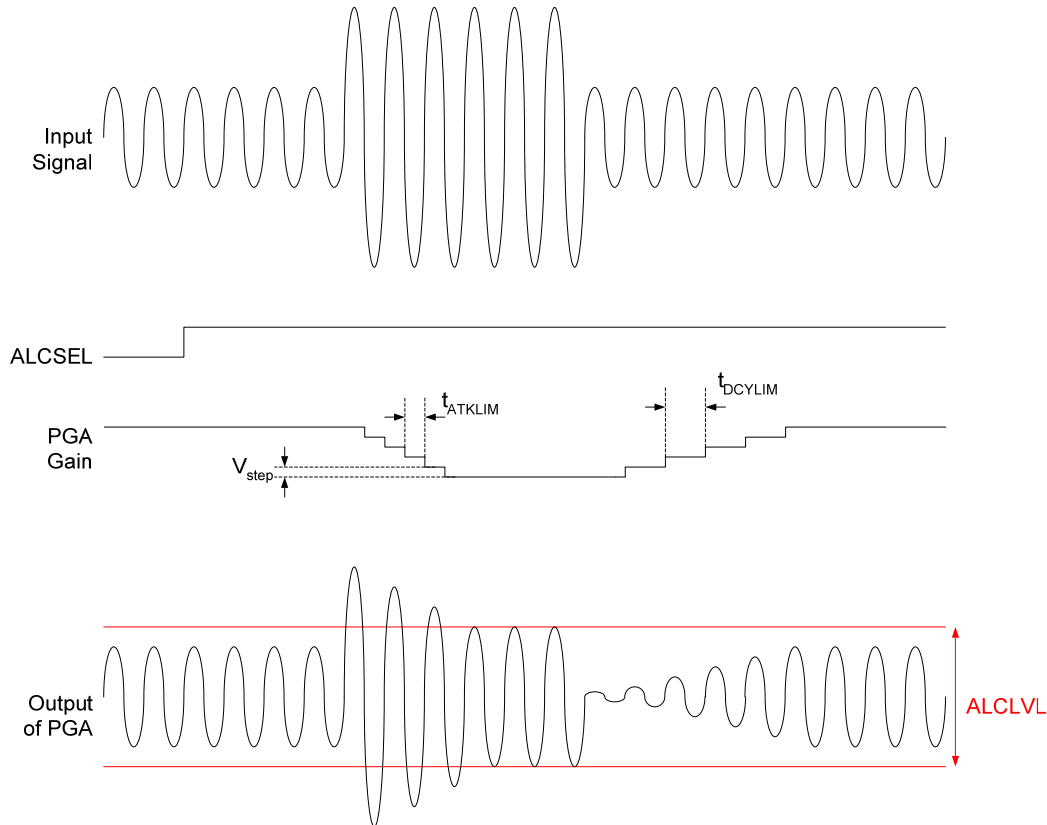 Input
Signal
ALCSEL
tATKLIM
tDCYLIM
PGA
Gain
Vstep
Output
of PGA
ALCLVL